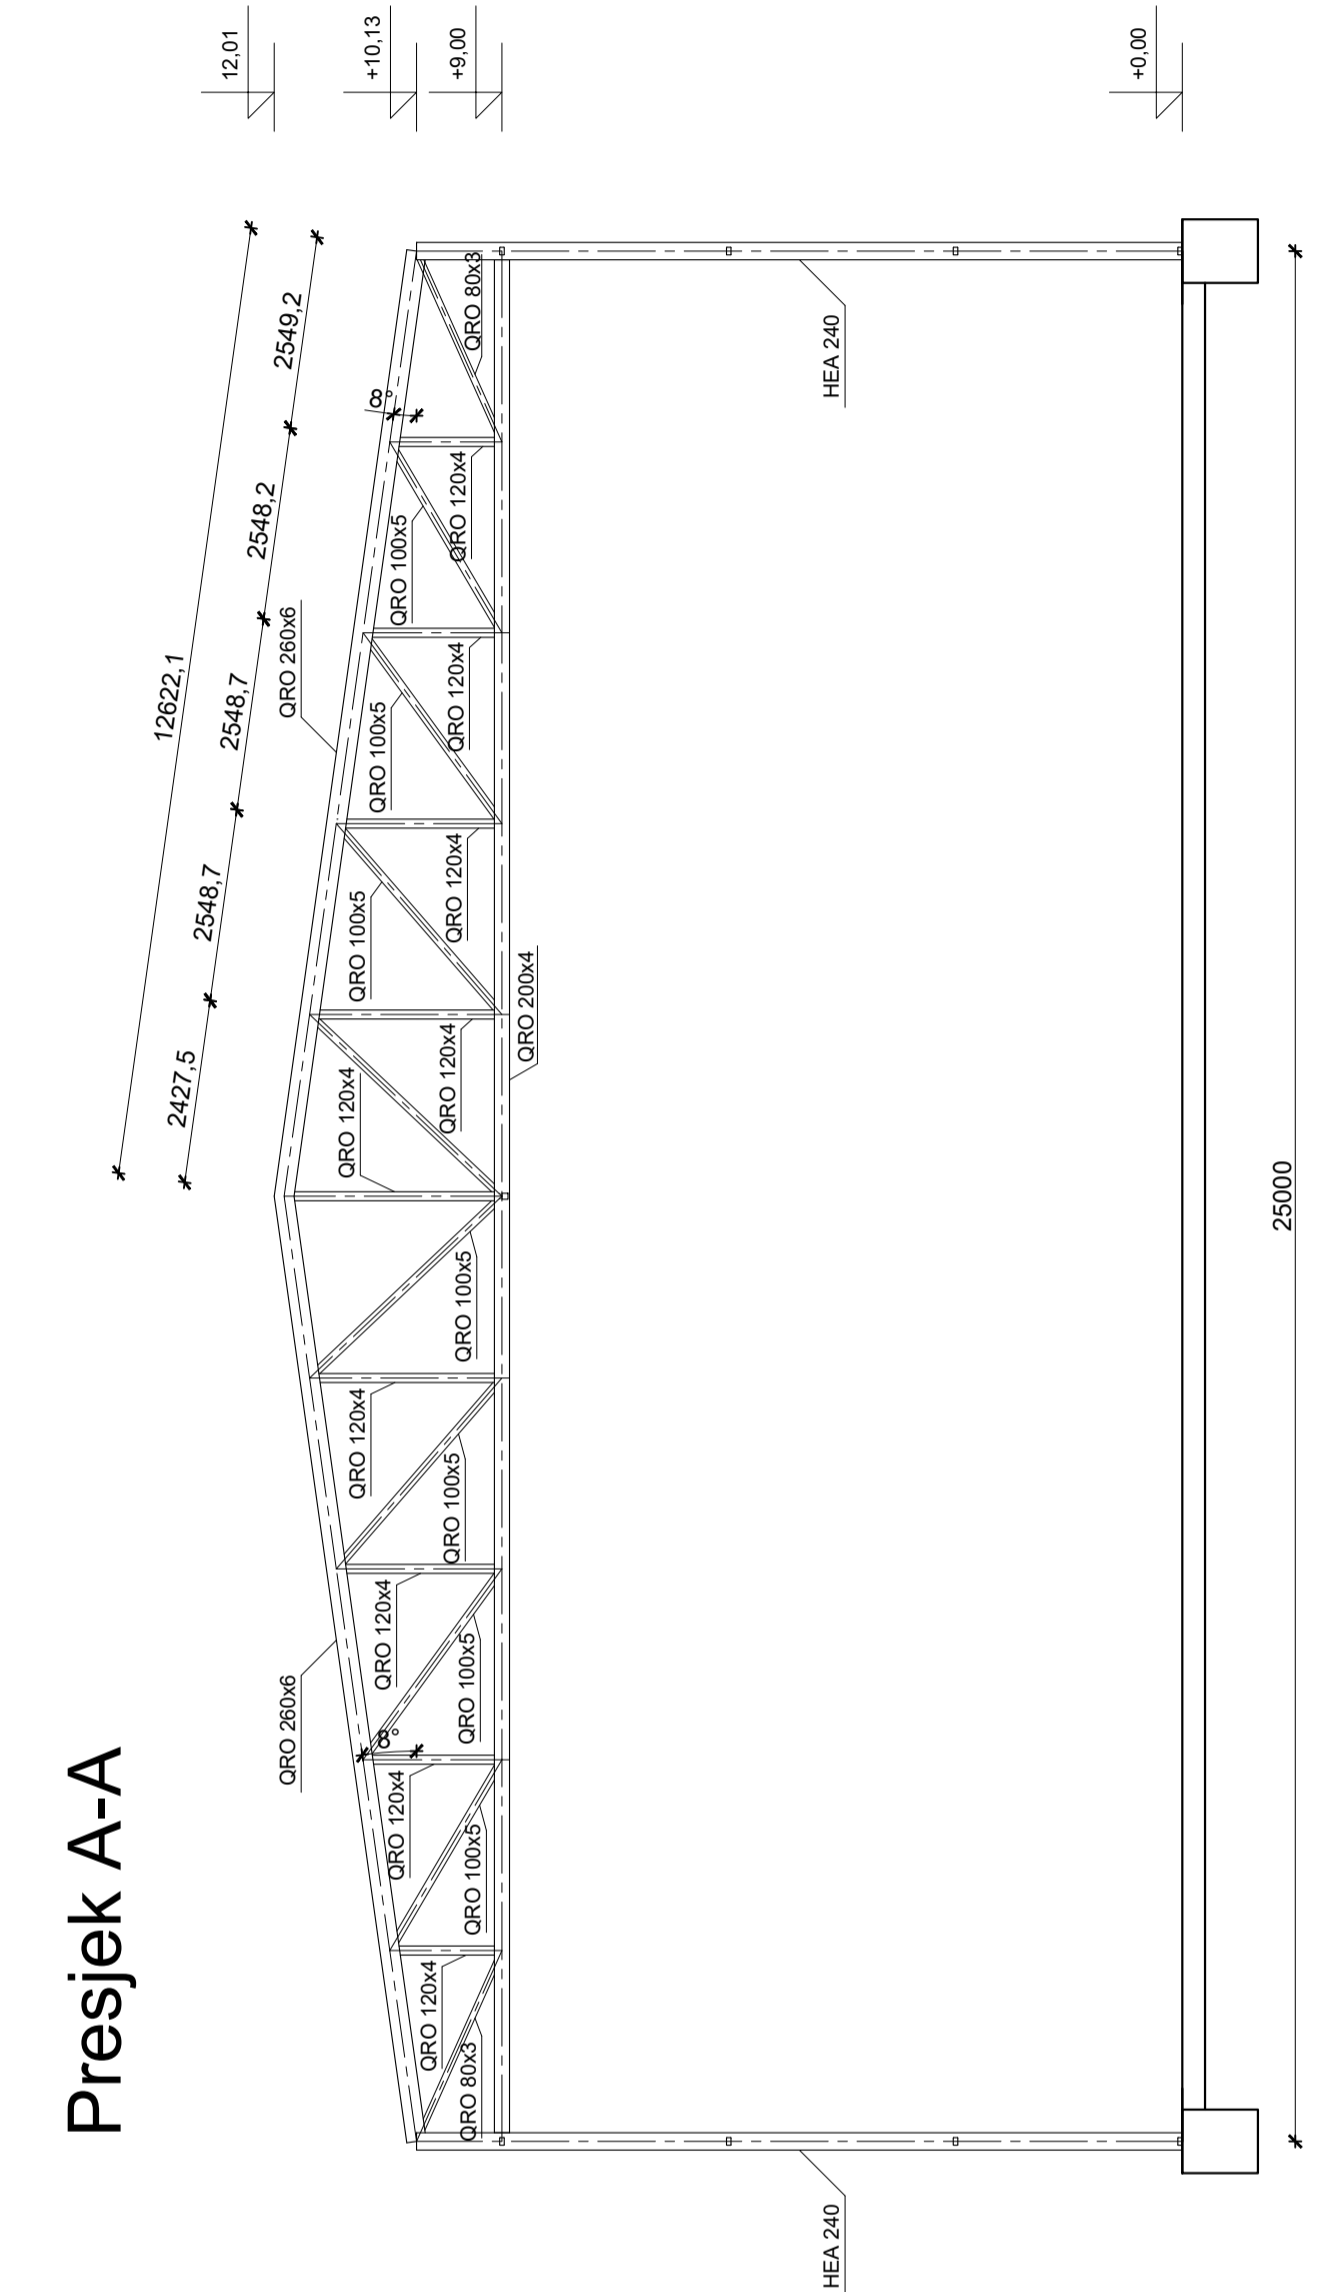 Presjek A-A
12622,1
2427,5
2548,7
2548,7
2548,2
2549,2
12,01
+10,13
+9,00
+0,00
QRO 260x6
QRO 260x6
8°
8°
QRO 80x3
QRO 120x4
QRO 100x5
QRO 120x4
QRO 100x5
QRO 120x4
QRO 100x5
QRO 120x4
QRO 100x5
QRO 120x4
QRO 120x4
QRO 100x5
QRO 120x4
QRO 100x5
QRO 120x4
QRO 100x5
QRO 120x4
QRO 80x3
QRO 200x4
HEA 240
HEA 240
25000